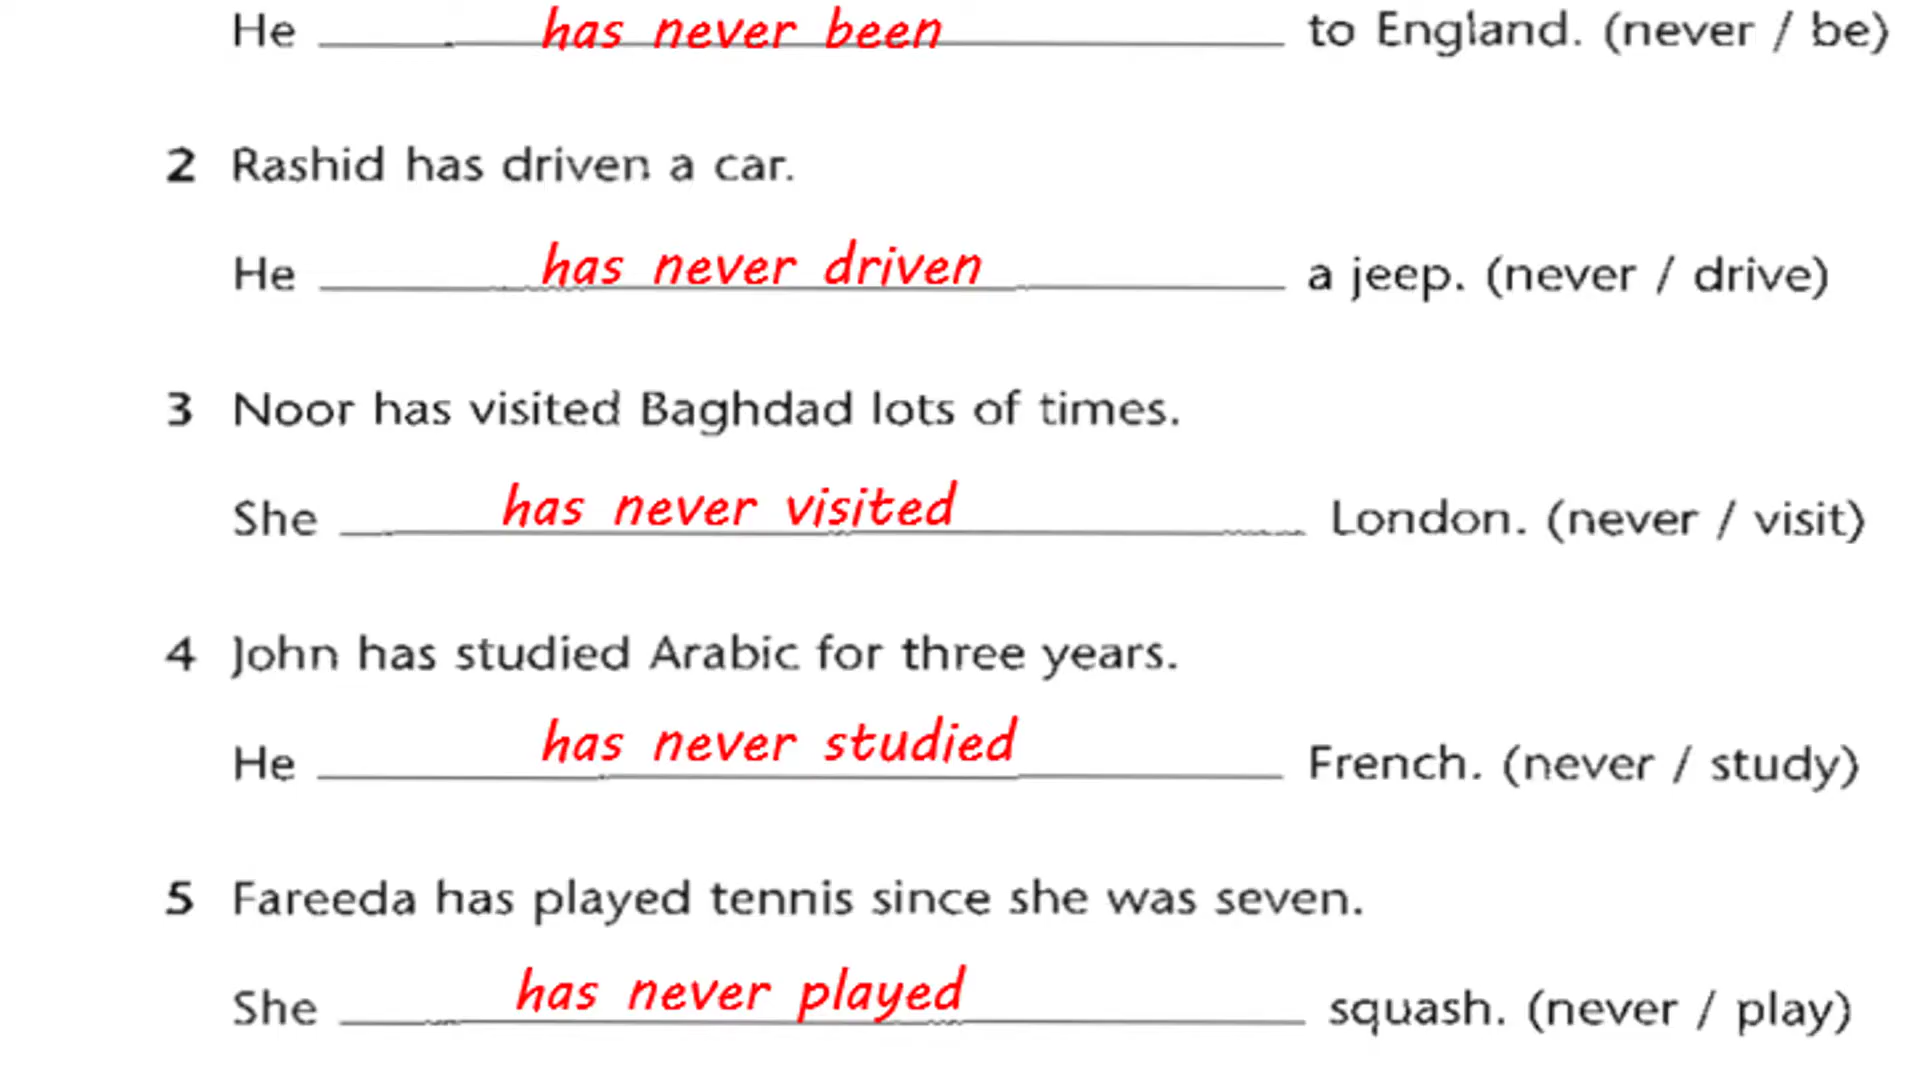 He has never been to England. (never / be)
2 Rashid has driven a car.
He has never driven a jeep. (never / drive)
3 Noor has visited Baghdad lots of times.
She has never visited London. (never / visit)
4 John has studied Arabic for three years.
He has never studied French. (never / study)
5 Fareeda has played tennis since she was seven.
She has never played squash. (never / play)